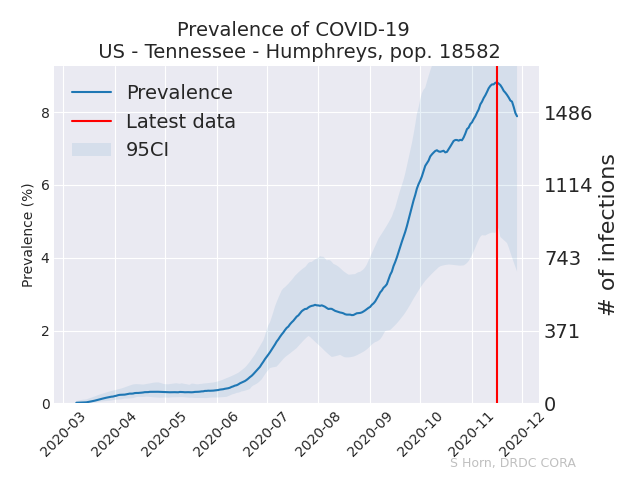 Prevalence of COVID-19
US - Tennessee - Humphreys, pop. 18582
Prevalence
Latest data
95CI
Prevalence (%)
8
6
4
2
0
1486
1114
743
371
0
# of infections
2020-03
2020-04
2020-05
2020-06
2020-07
2020-08
2020-09
2020-10
2020-11
2020-12
S Horn, DRDC CORA